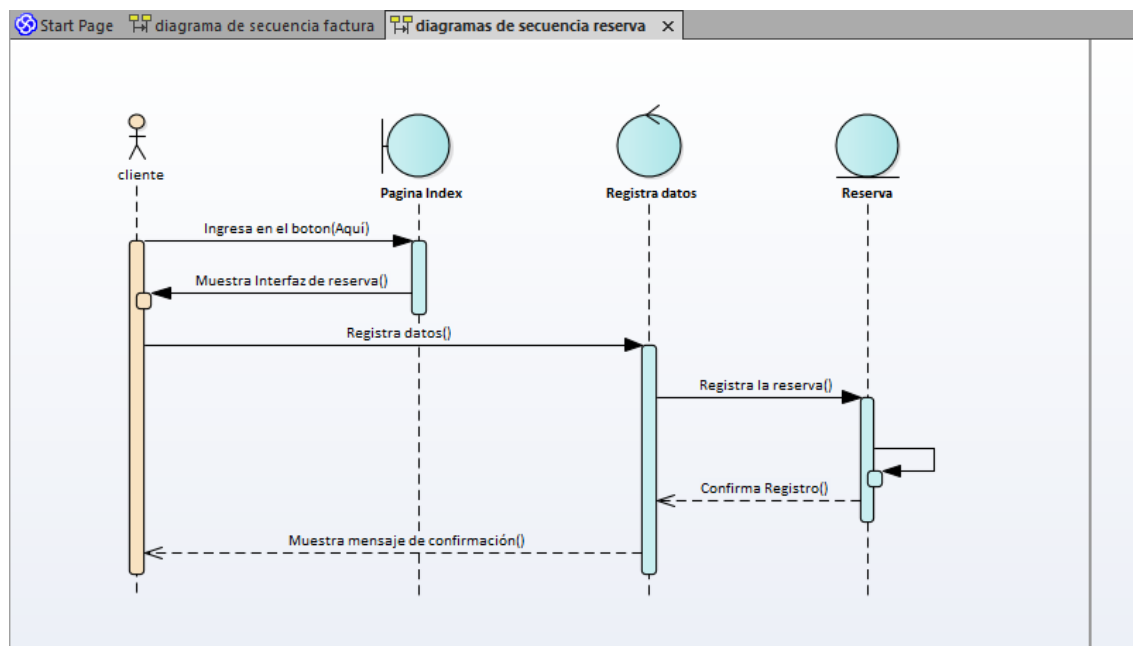 Start Page
diagrama de secuencia factura
diagramas de secuencia reserva
cliente
Pagina Index
Registra datos
Reserva
Ingresa en el boton(Aquí)
Muestra Interfaz de reserva()
Registra datos()
Registra la reserva()
Confirma Registro()
Muestra mensaje de confirmación()